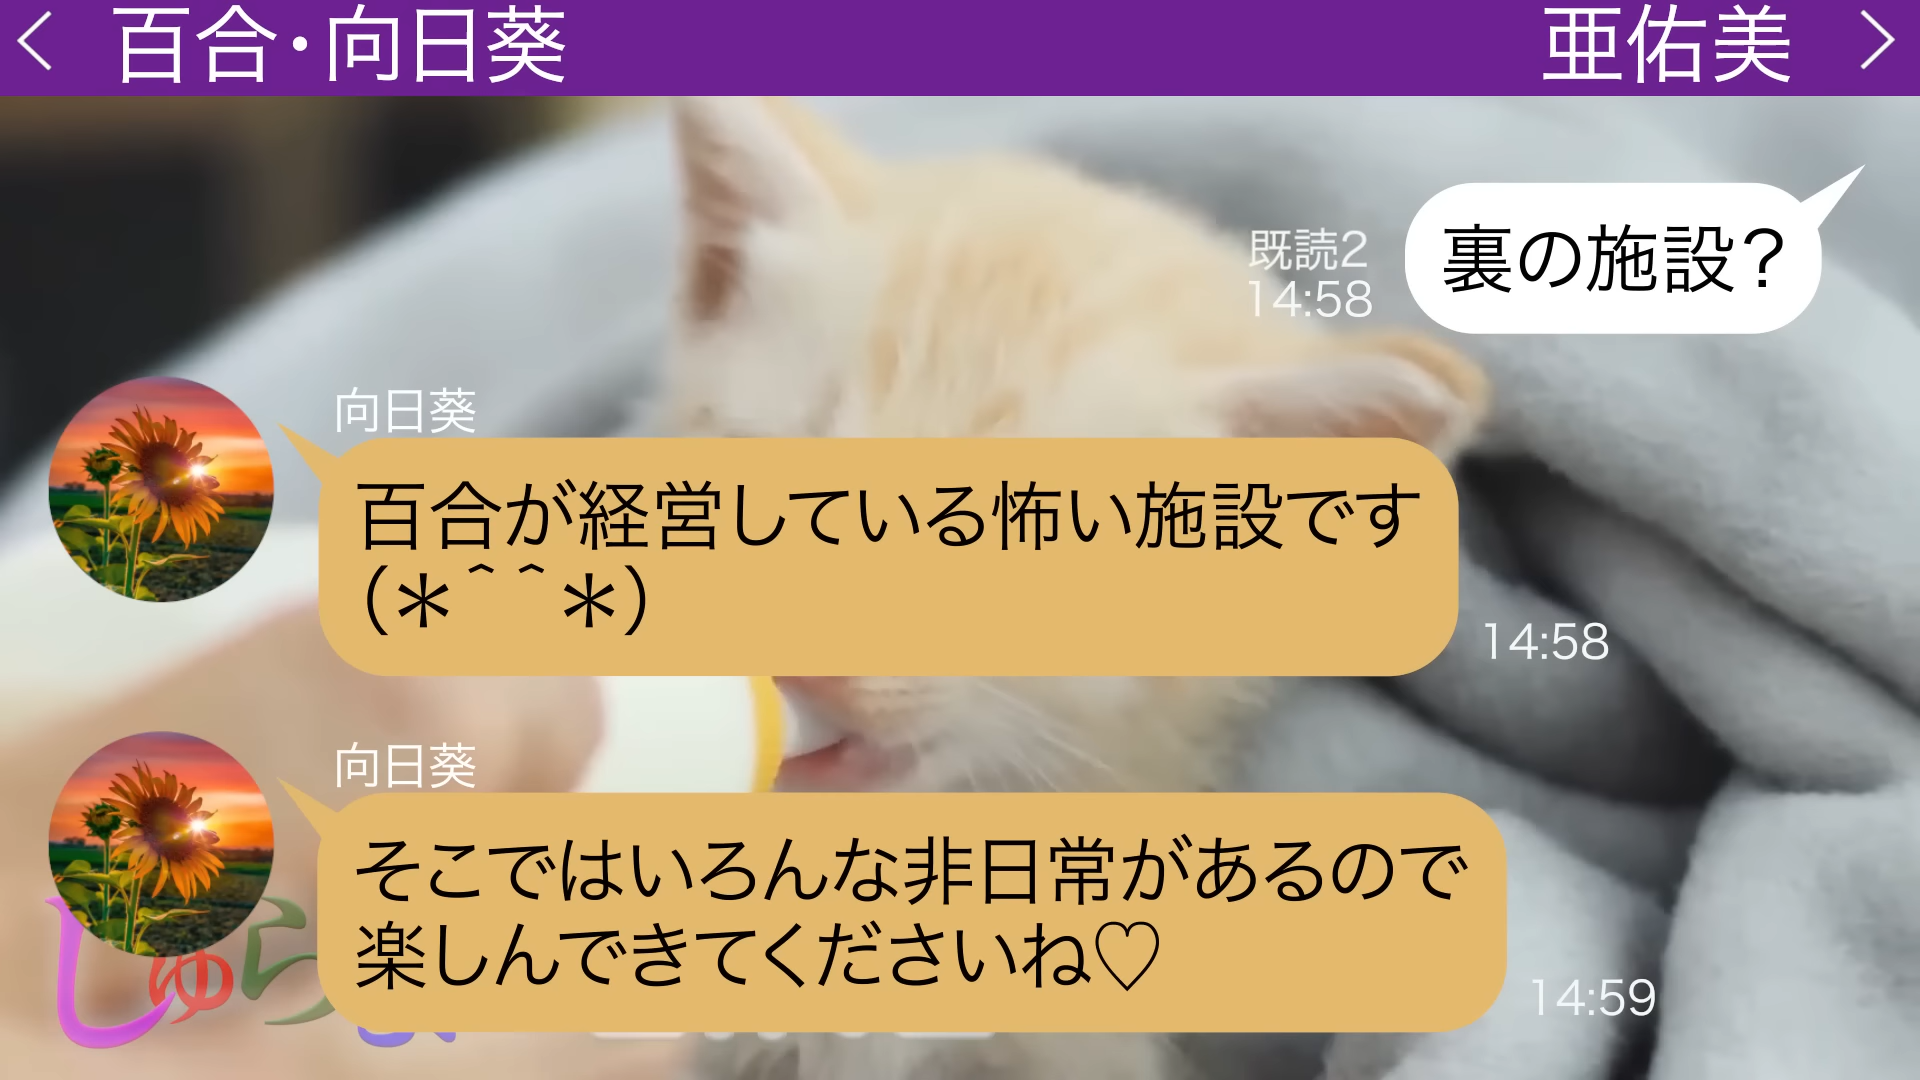 百合・向日葵
亜佑美
裏の施設?
既読2
14:58
向日葵
百合が経営している怖い施設です
(＊＾＾＊)
14:58
向日葵
そこではいろんな非日常があるので
楽しんできてくださいね♡
14:59
しゅら